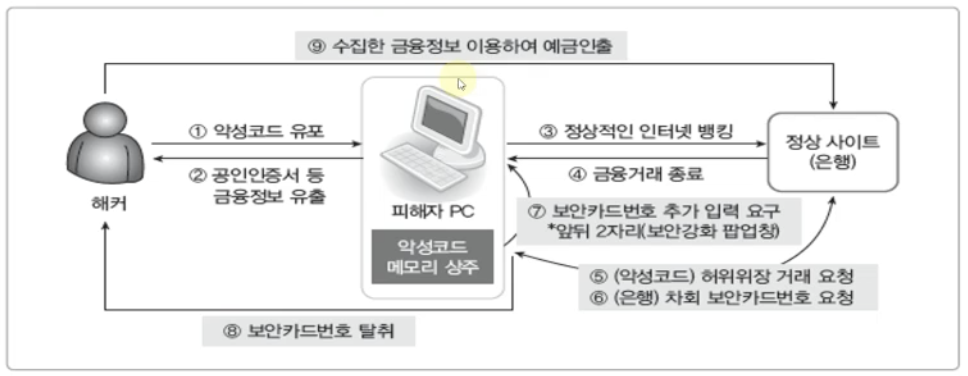 ⑨ 수집한 금융정보 이용하여 예금인출
① 악성코드 유포
② 공인인증서 등
금융정보 유출
해커
피해자 PC
악성코드
메모리 상주
③ 정상적인 인터넷 뱅킹
④ 금융거래 종료
정상 사이트
(은행)
⑦ 보안카드번호 추가 입력 요구
*앞뒤 2자리(보안강화 팝업창)
⑤ (악성코드) 허위위장 거래 요청
⑥ (은행) 차회 보안카드번호 요청
⑧ 보안카드번호 탈취